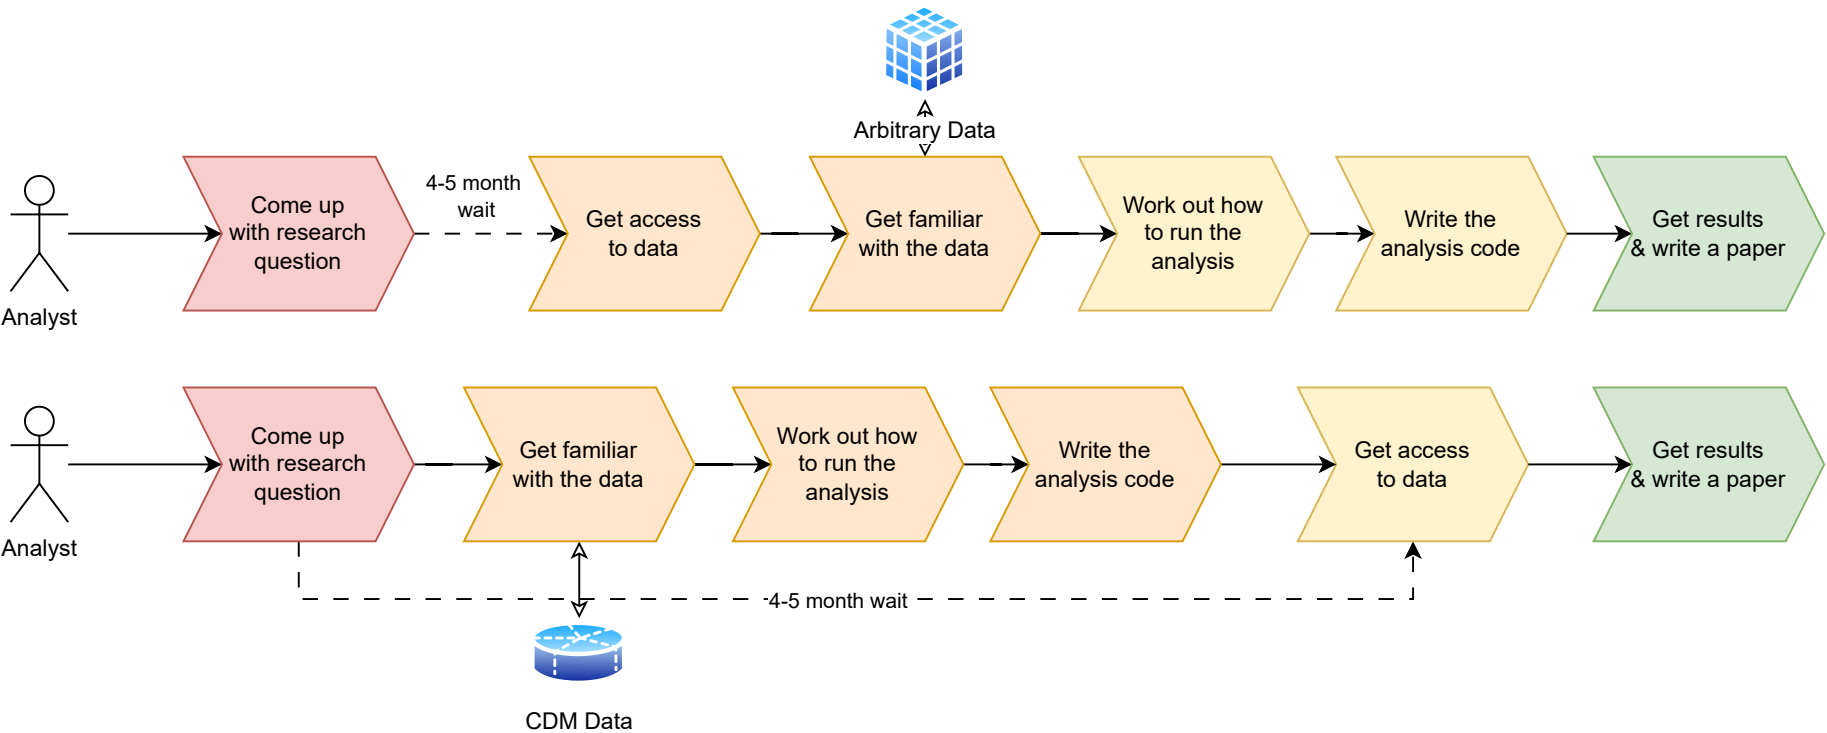 Arbitrary Data
Analyst
Come up
with research
question
4-5 month
wait
Get access
to data
Get familiar
with the data
Work out how
to run the
analysis
Write the
analysis code
Get results
& write a paper
Analyst
Come up
with research
question
Get familiar
with the data
Work out how
to run the
analysis
Write the
analysis code
Get access
to data
Get results
& write a paper
4-5 month wait
CDM Data